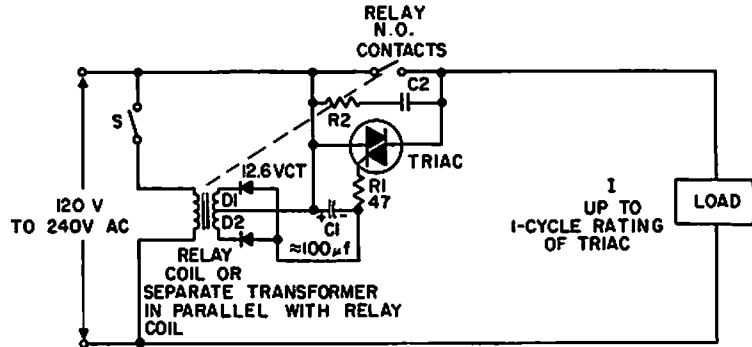 RELAY
N.O.
CONTACTS
C2
R2
S
TRIAC
12.6VCT
R1
47
D1
D2
C1
+
-
≈100µf
120 V
TO 240V AC
I
UP TO
1-CYCLE RATING
OF TRIAC
LOAD
RELAY
COIL OR
SEPARATE TRANSFORMER
IN PARALLEL WITH RELAY
COIL